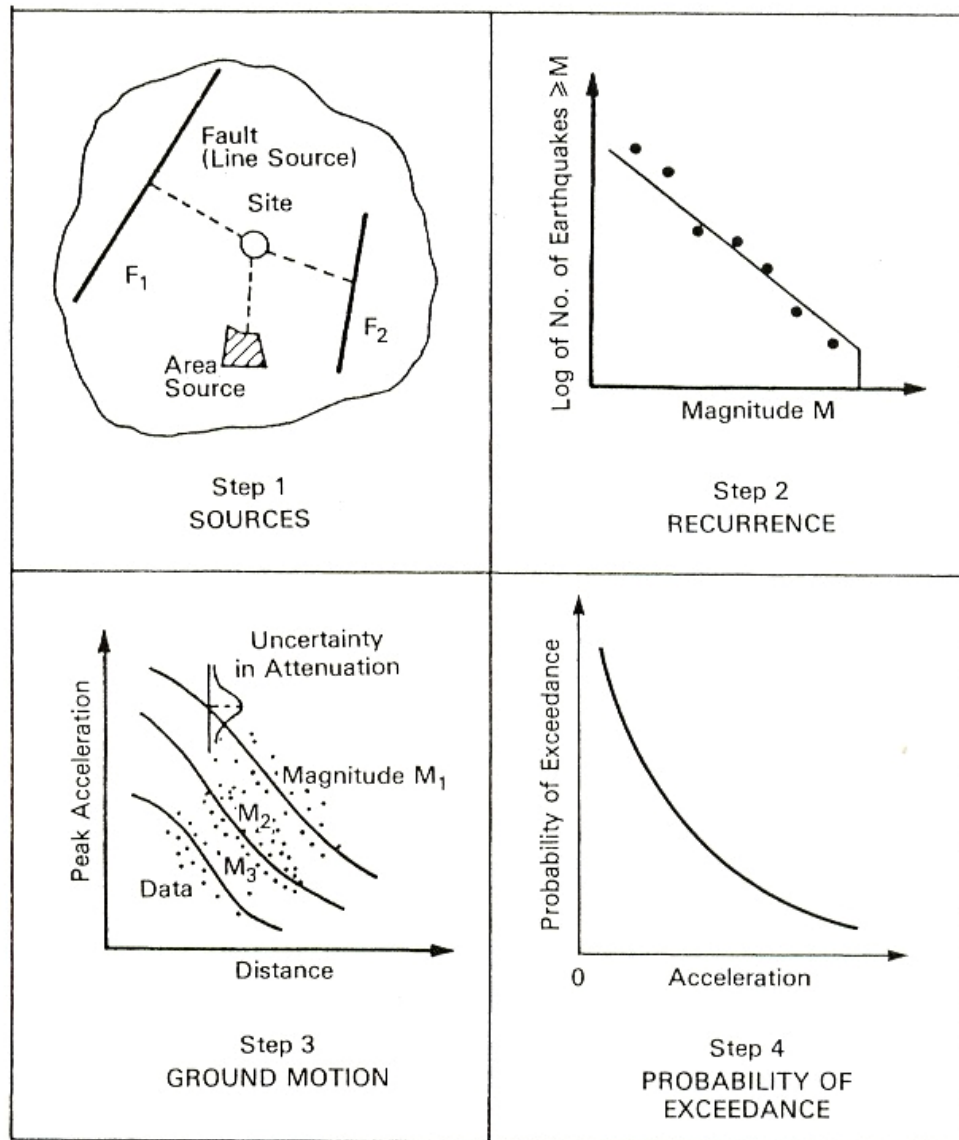 Fault
(Line Source)
Site
F1
F2
Area
Source
Step 1
SOURCES
Log of No. of Earthquakes ⩾M
Magnitude M
Step 2
RECURRENCE
Uncertainty
in Attenuation
Peak Acceleration
Magnitude M1
M2
M3
Data
Distance
Step 3
GROUND MOTION
Probability of Exceedance
0
Acceleration
Step 4
PROBABILITY OF
EXCEEDANCE